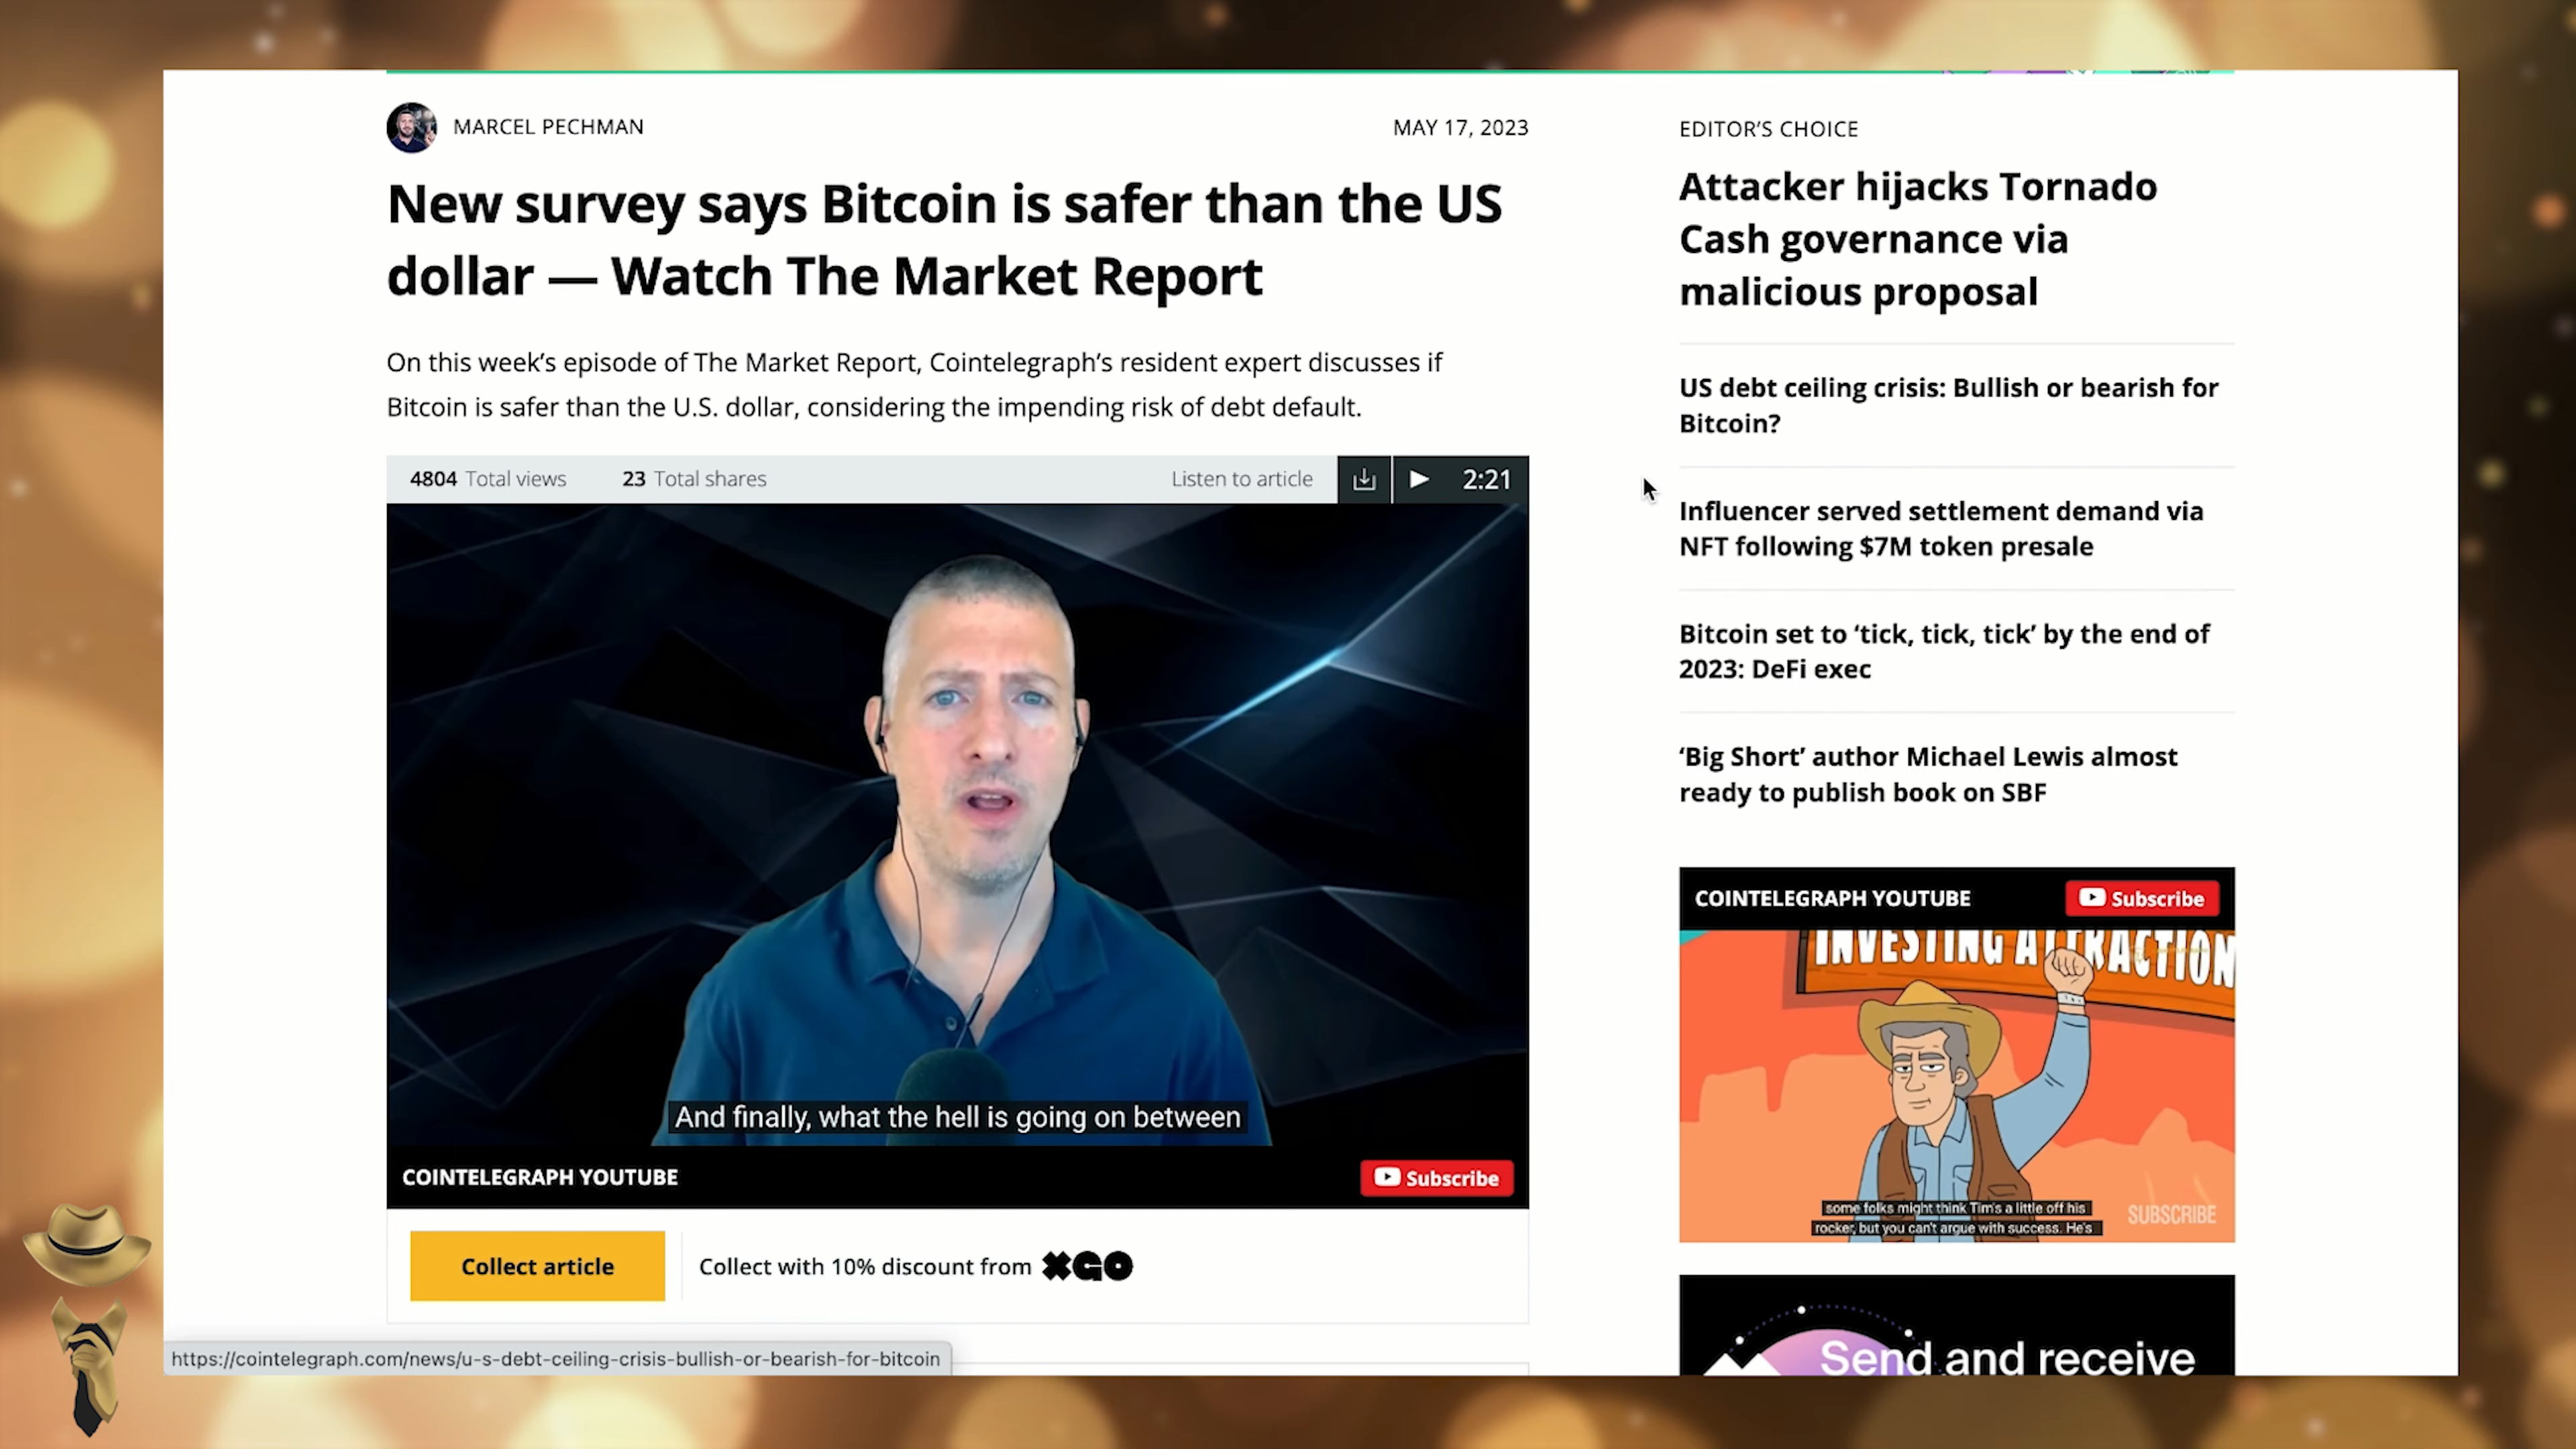 MARCEL PECHMAN
MAY 17, 2023
New survey says Bitcoin is safer than the US
dollar — Watch The Market Report
On this week’s episode of The Market Report, Cointelegraph’s resident expert discusses if
Bitcoin is safer than the U.S. dollar, considering the impending risk of debt default.
4804 Total views
23 Total shares
Listen to article
2:21
And finally, what the hell is going on between
COINTELEGRAPH YOUTUBE
Subscribe
Collect article
Collect with 10% discount from XGO
https://cointelegraph.com/news/u-s-debt-ceiling-crisis-bullish-or-bearish-for-bitcoin
EDITOR’S CHOICE
Attacker hijacks Tornado
Cash governance via
malicious proposal
US debt ceiling crisis: Bullish or bearish for
Bitcoin?
Influencer served settlement demand via
NFT following $7M token presale
Bitcoin set to ‘tick, tick, tick’ by the end of
2023: DeFi exec
‘Big Short’ author Michael Lewis almost
ready to publish book on SBF
COINTELEGRAPH YOUTUBE
Subscribe
INVESTING ATTRACTION
some folks might think Tim's a little off his
rocker, but you can't argue with success. He's
SUBSCRIBE
Send and receive